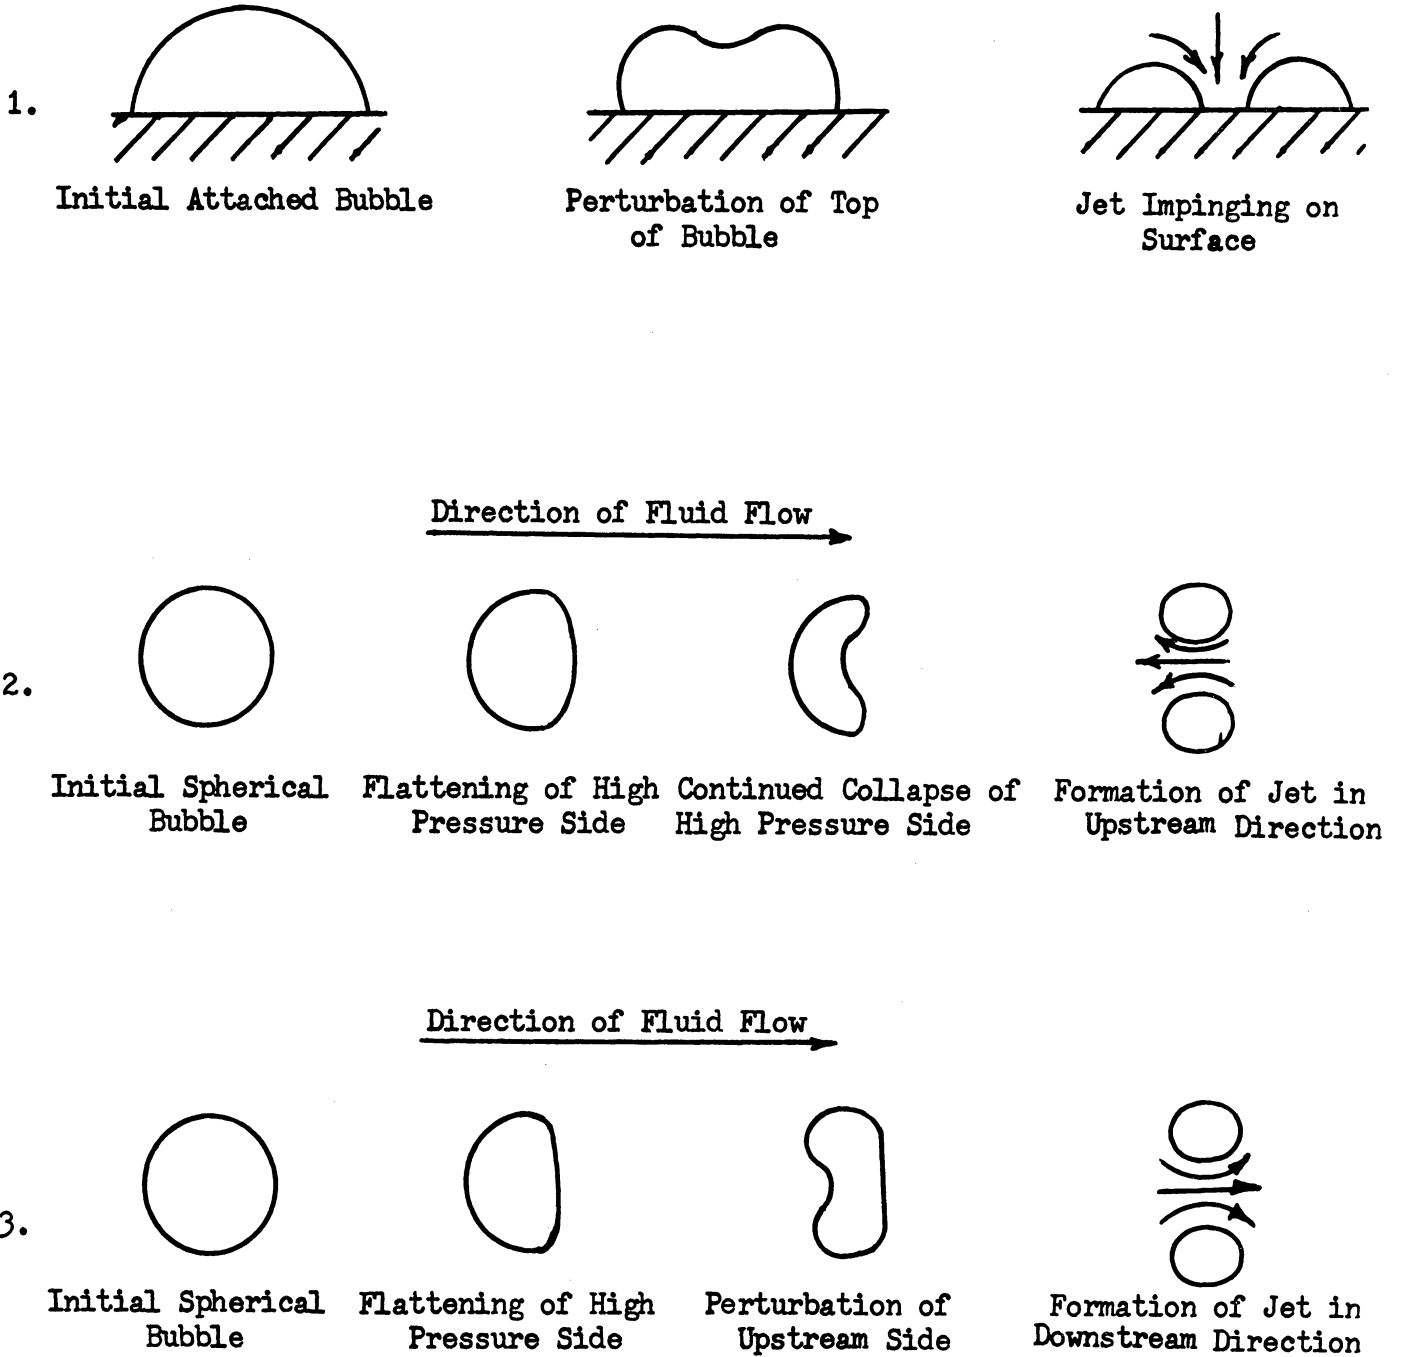 1.
Initial Attached Bubble
Perturbation of Top
of Bubble
Jet Impinging on
Surface
Direction of Fluid Flow
2.
Initial Spherical
Bubble
Flattening of High
Pressure Side
Continued Collapse of
High Pressure Side
Formation of Jet in
Upstream Direction
Direction of Fluid Flow
3.
Initial Spherical
Bubble
Flattening of High
Pressure Side
Perturbation of
Upstream Side
Formation of Jet in
Downstream Direction